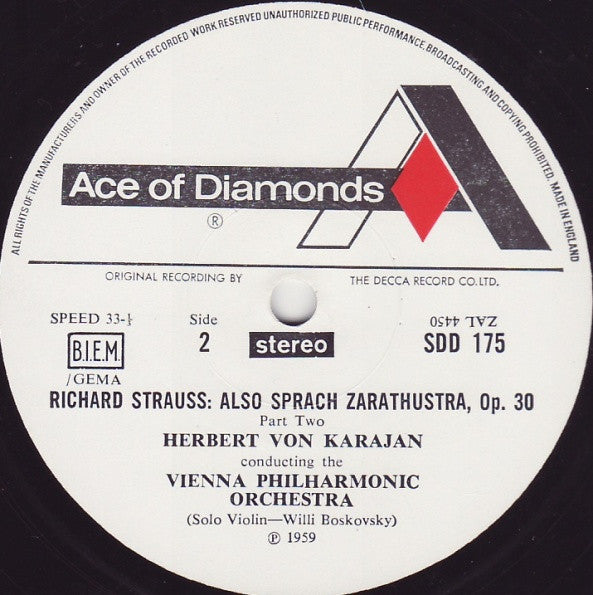 ALL RIGHTS OF THE MANUFACTURERS AND OWNER OF THE RECORDED WORK RESERVED UNAUTHORIZED PUBLIC PERFORMANCE, BROADCASTING AND COPYING PROHIBITED. MADE IN ENGLAND
Ace of Diamonds
®
ORIGINAL RECORDING BY THE DECCA RECORD CO. LTD.
SPEED 33-⅓ Side ZAL 4450
B.I.E.M. 2 stereo SDD 175
/GEMA
RICHARD STRAUSS: ALSO SPRACH ZARATHUSTRA, Op. 30
Part Two
HERBERT VON KARAJAN
conducting the
VIENNA PHILHARMONIC
ORCHESTRA
(Solo Violin—Willi Boskovsky)
℗ 1959